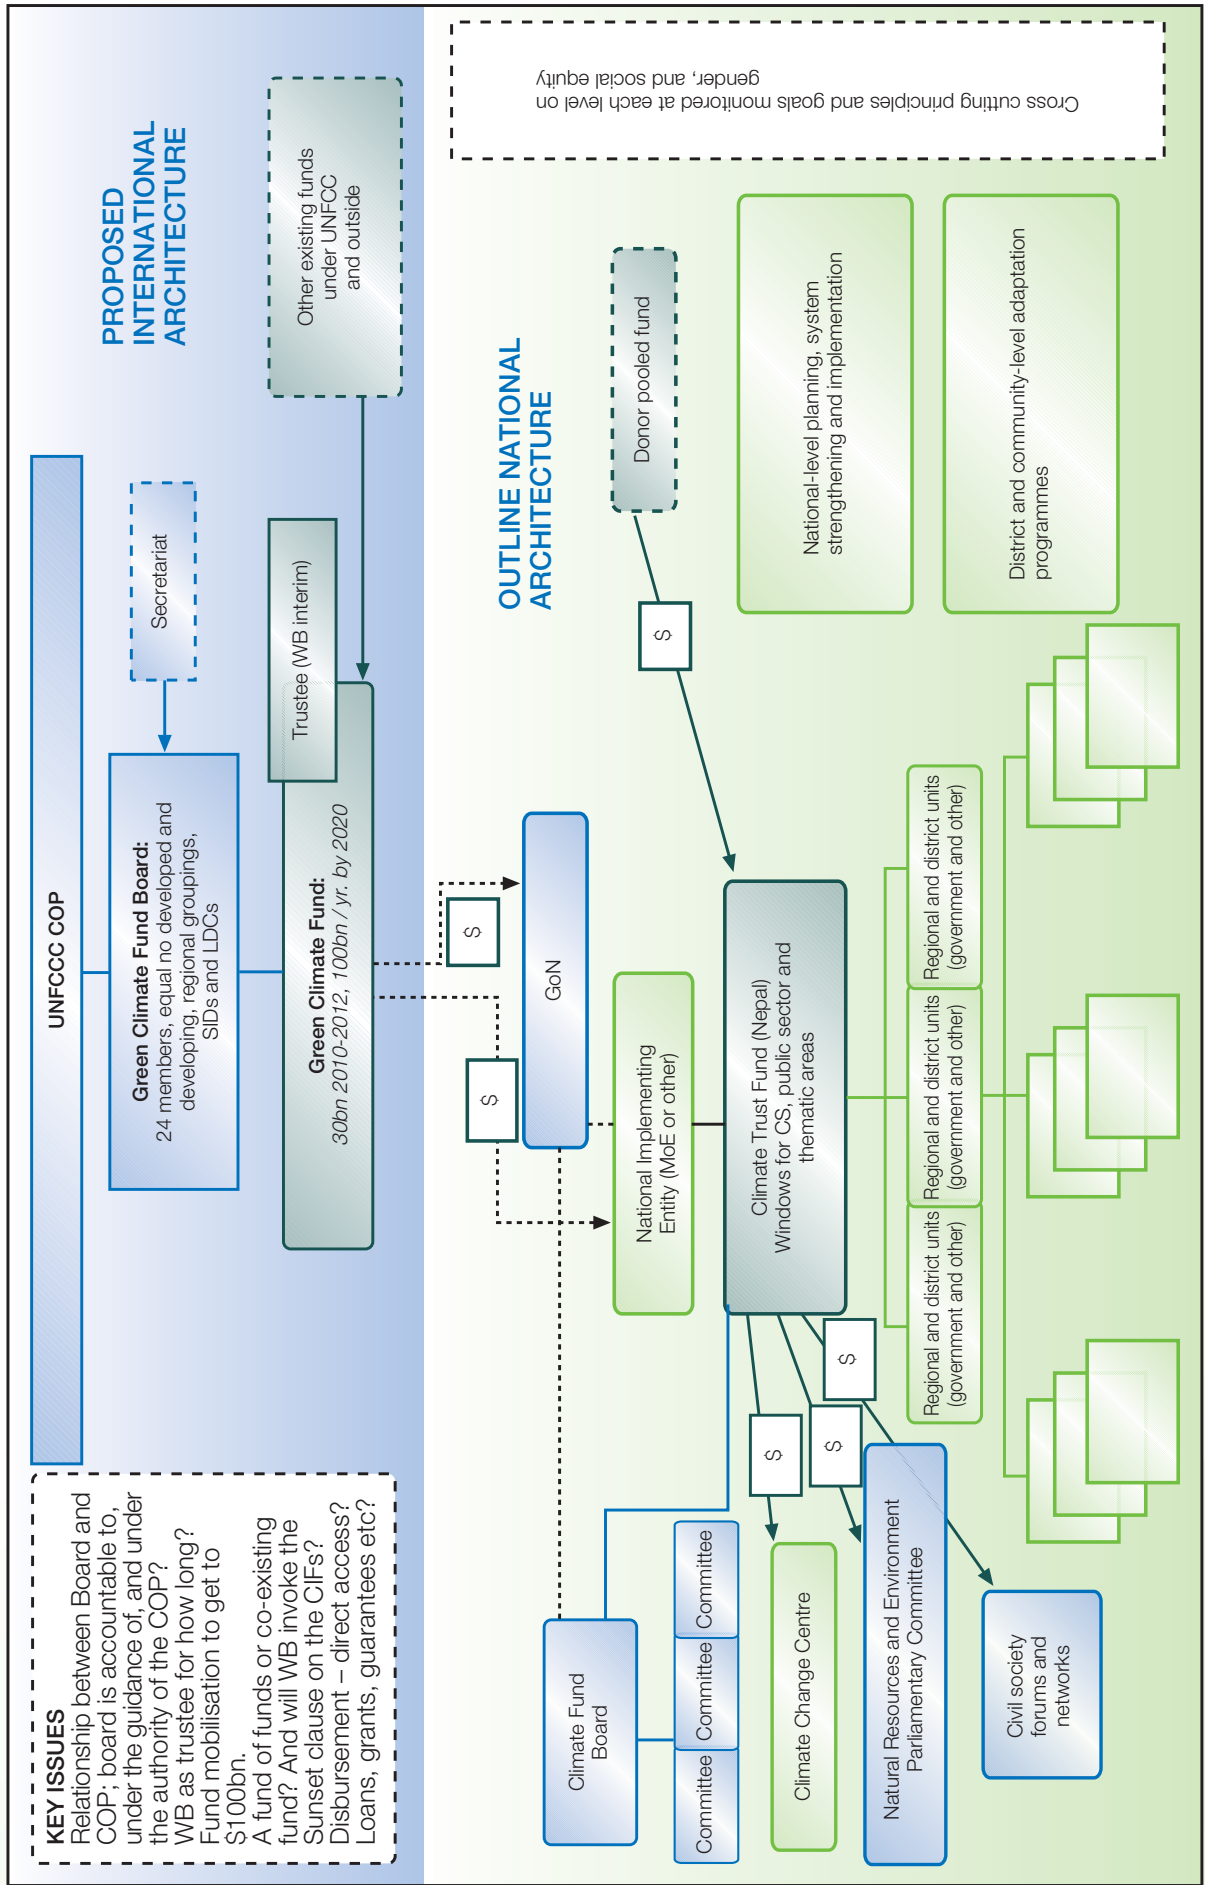 KEY ISSUES
Relationship between Board and
COP; board is accountable to,
under the guidance of, and under
the authority of the COP?
WB as trustee for how long?
Fund mobilisation to get to
$100bn.
A fund of funds or co-existing
fund? And will WB invoke the
Sunset clause on the CIFs?
Disbursement – direct access?
Loans, grants, guarantees etc?
UNFCCC COP
Green Climate Fund Board:
24 members, equal no developed and
developing, regional groupings,
SIDs and LDCs
Secretariat
PROPOSED
INTERNATIONAL
ARCHITECTURE
Green Climate Fund:
30bn 2010-2012, 100bn / yr. by 2020
Trustee (WB interim)
Other existing funds
under UNFCC
and outside
$
$
OUTLINE NATIONAL
ARCHITECTURE
GoN
Climate Fund
Board
Committee
Committee
Committee
National Implementing
Entity (MoE or other)
Donor pooled fund
$
Climate Trust Fund (Nepal)
Windows for CS, public sector and
thematic areas
$
$
$
Climate Change Centre
Natural Resources and Environment
Parliamentary Committee
Civil society
forums and
networks
Regional and district units
(government and other)
Regional and district units
(government and other)
Regional and district units
(government and other)
National-level planning, system
strengthening and implementation
District and community-level adaptation
programmes
Cross cutting principles and goals monitored at each level on
gender, and social equity